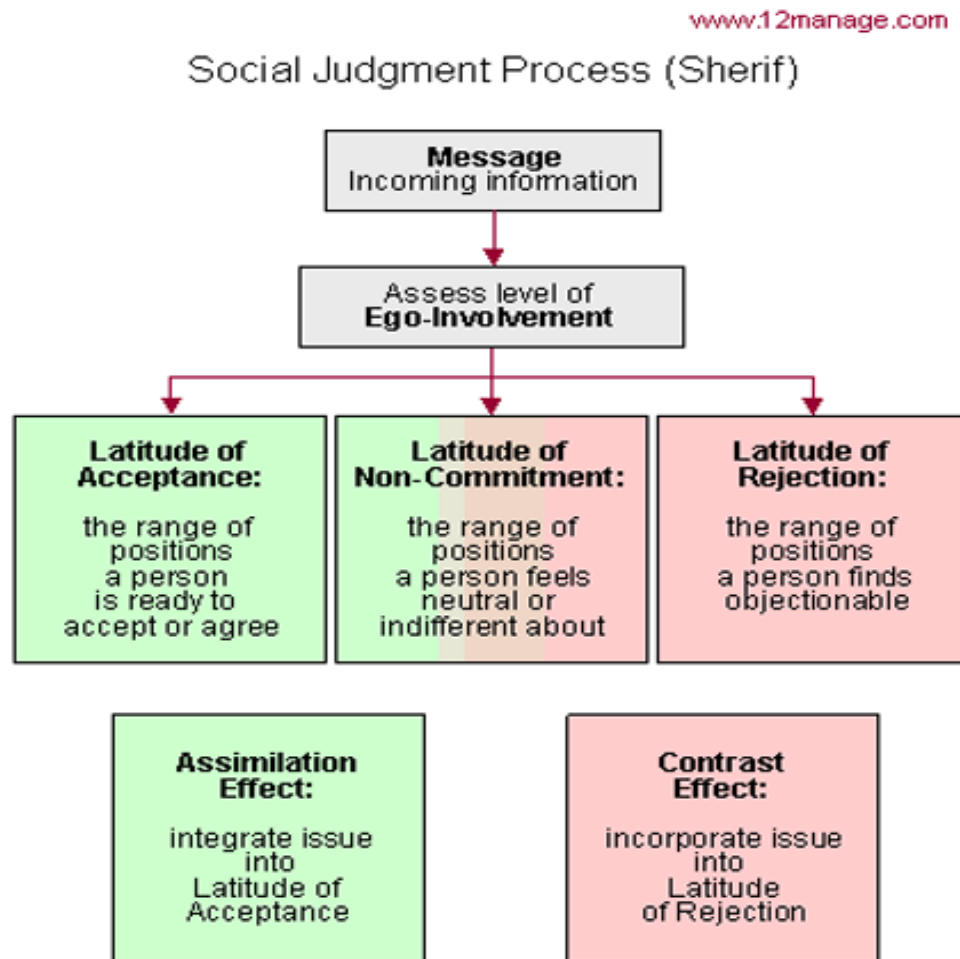 www.12manage.com
Social Judgment Process (Sherif)
Message
Incoming information
Assess level of
Ego-Involvement
Latitude of
Acceptance:
the range of
positions
a person
is ready to
accept or agree
Latitude of
Non-Commitment:
the range of
positions
a person feels
neutral or
indifferent about
Latitude of
Rejection:
the range of
positions
a person finds
objectionable
Assimilation
Effect:
integrate issue
into
Latitude of
Acceptance
Contrast
Effect:
incorporate issue
into
Latitude
of Rejection